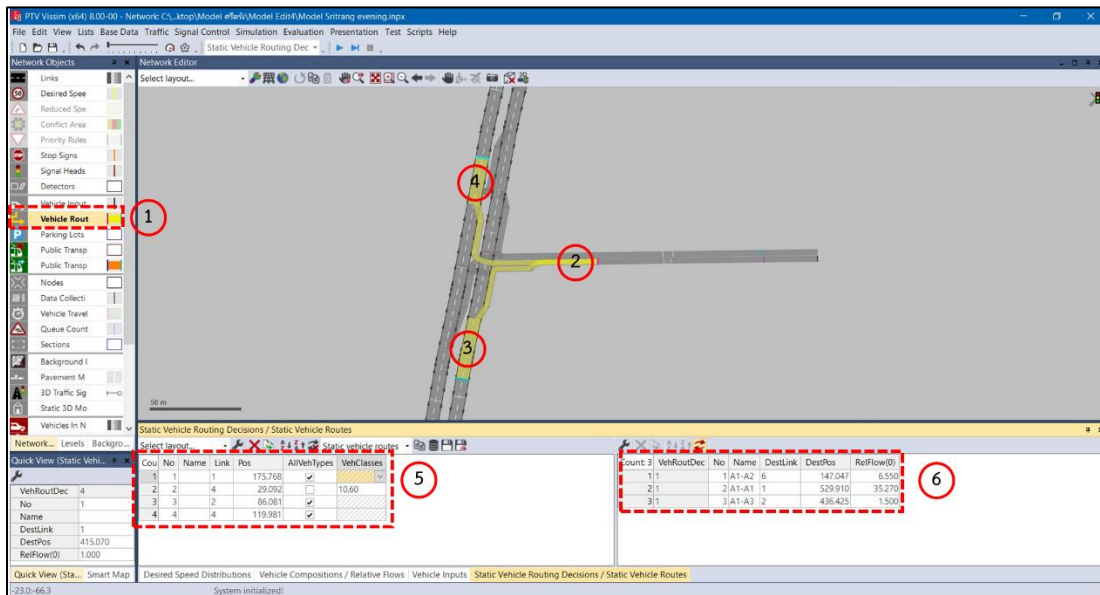 PTV Vissim (x64) 8.00-00 - Network: C:\...ktop\Model ศรีตรัง\Model Edit4\Model Sritrang evening.inpx
File Edit View Lists Base Data Traffic Signal Control Simulation Evaluation Presentation Test Scripts Help
Static Vehicle Routing Dec
Network Objects
Network Editor
Select layout...
Links
Desired Spee
Reduced Spe
Conflict Area
Priority Rules
Stop Signs
Signal Heads
Detectors
Vehicle Input
Vehicle Rout
Parking Lots
Public Transp
Public Transp
Nodes
Data Collecti
Vehicle Travel
Queue Count
Sections
Background I
Pavement M
3D Traffic Sig
Static 3D Mo
Vehicles In N
1
4
2
3
50 m
Network... Levels Backgro...
Quick View (Static Vehi...
VehRoutDec 4
No 1
Name
DestLink 1
DestPos 415.070
RelFlow(0) 1.000
Quick View (Sta... Smart Map
Static Vehicle Routing Decisions / Static Vehicle Routes
Select layout... Static vehicle routes
Cou No Name Link Pos AllVehTypes VehClasses
1 1 1 175.768
2 2 4 29.092 10,60
3 3 2 86.081
4 4 4 119.981
5
Count: 3 VehRoutDec No Name DestLink DestPos RelFlow(0)
1 1 1 A1-A2 6 147.047 6.550
2 1 2 A1-A1 1 529.910 35.270
3 1 3 A1-A3 2 436.425 1.500
6
Desired Speed Distributions Vehicle Compositions / Relative Flows Vehicle Inputs Static Vehicle Routing Decisions / Static Vehicle Routes
-23.0:-66.3 System initialized!